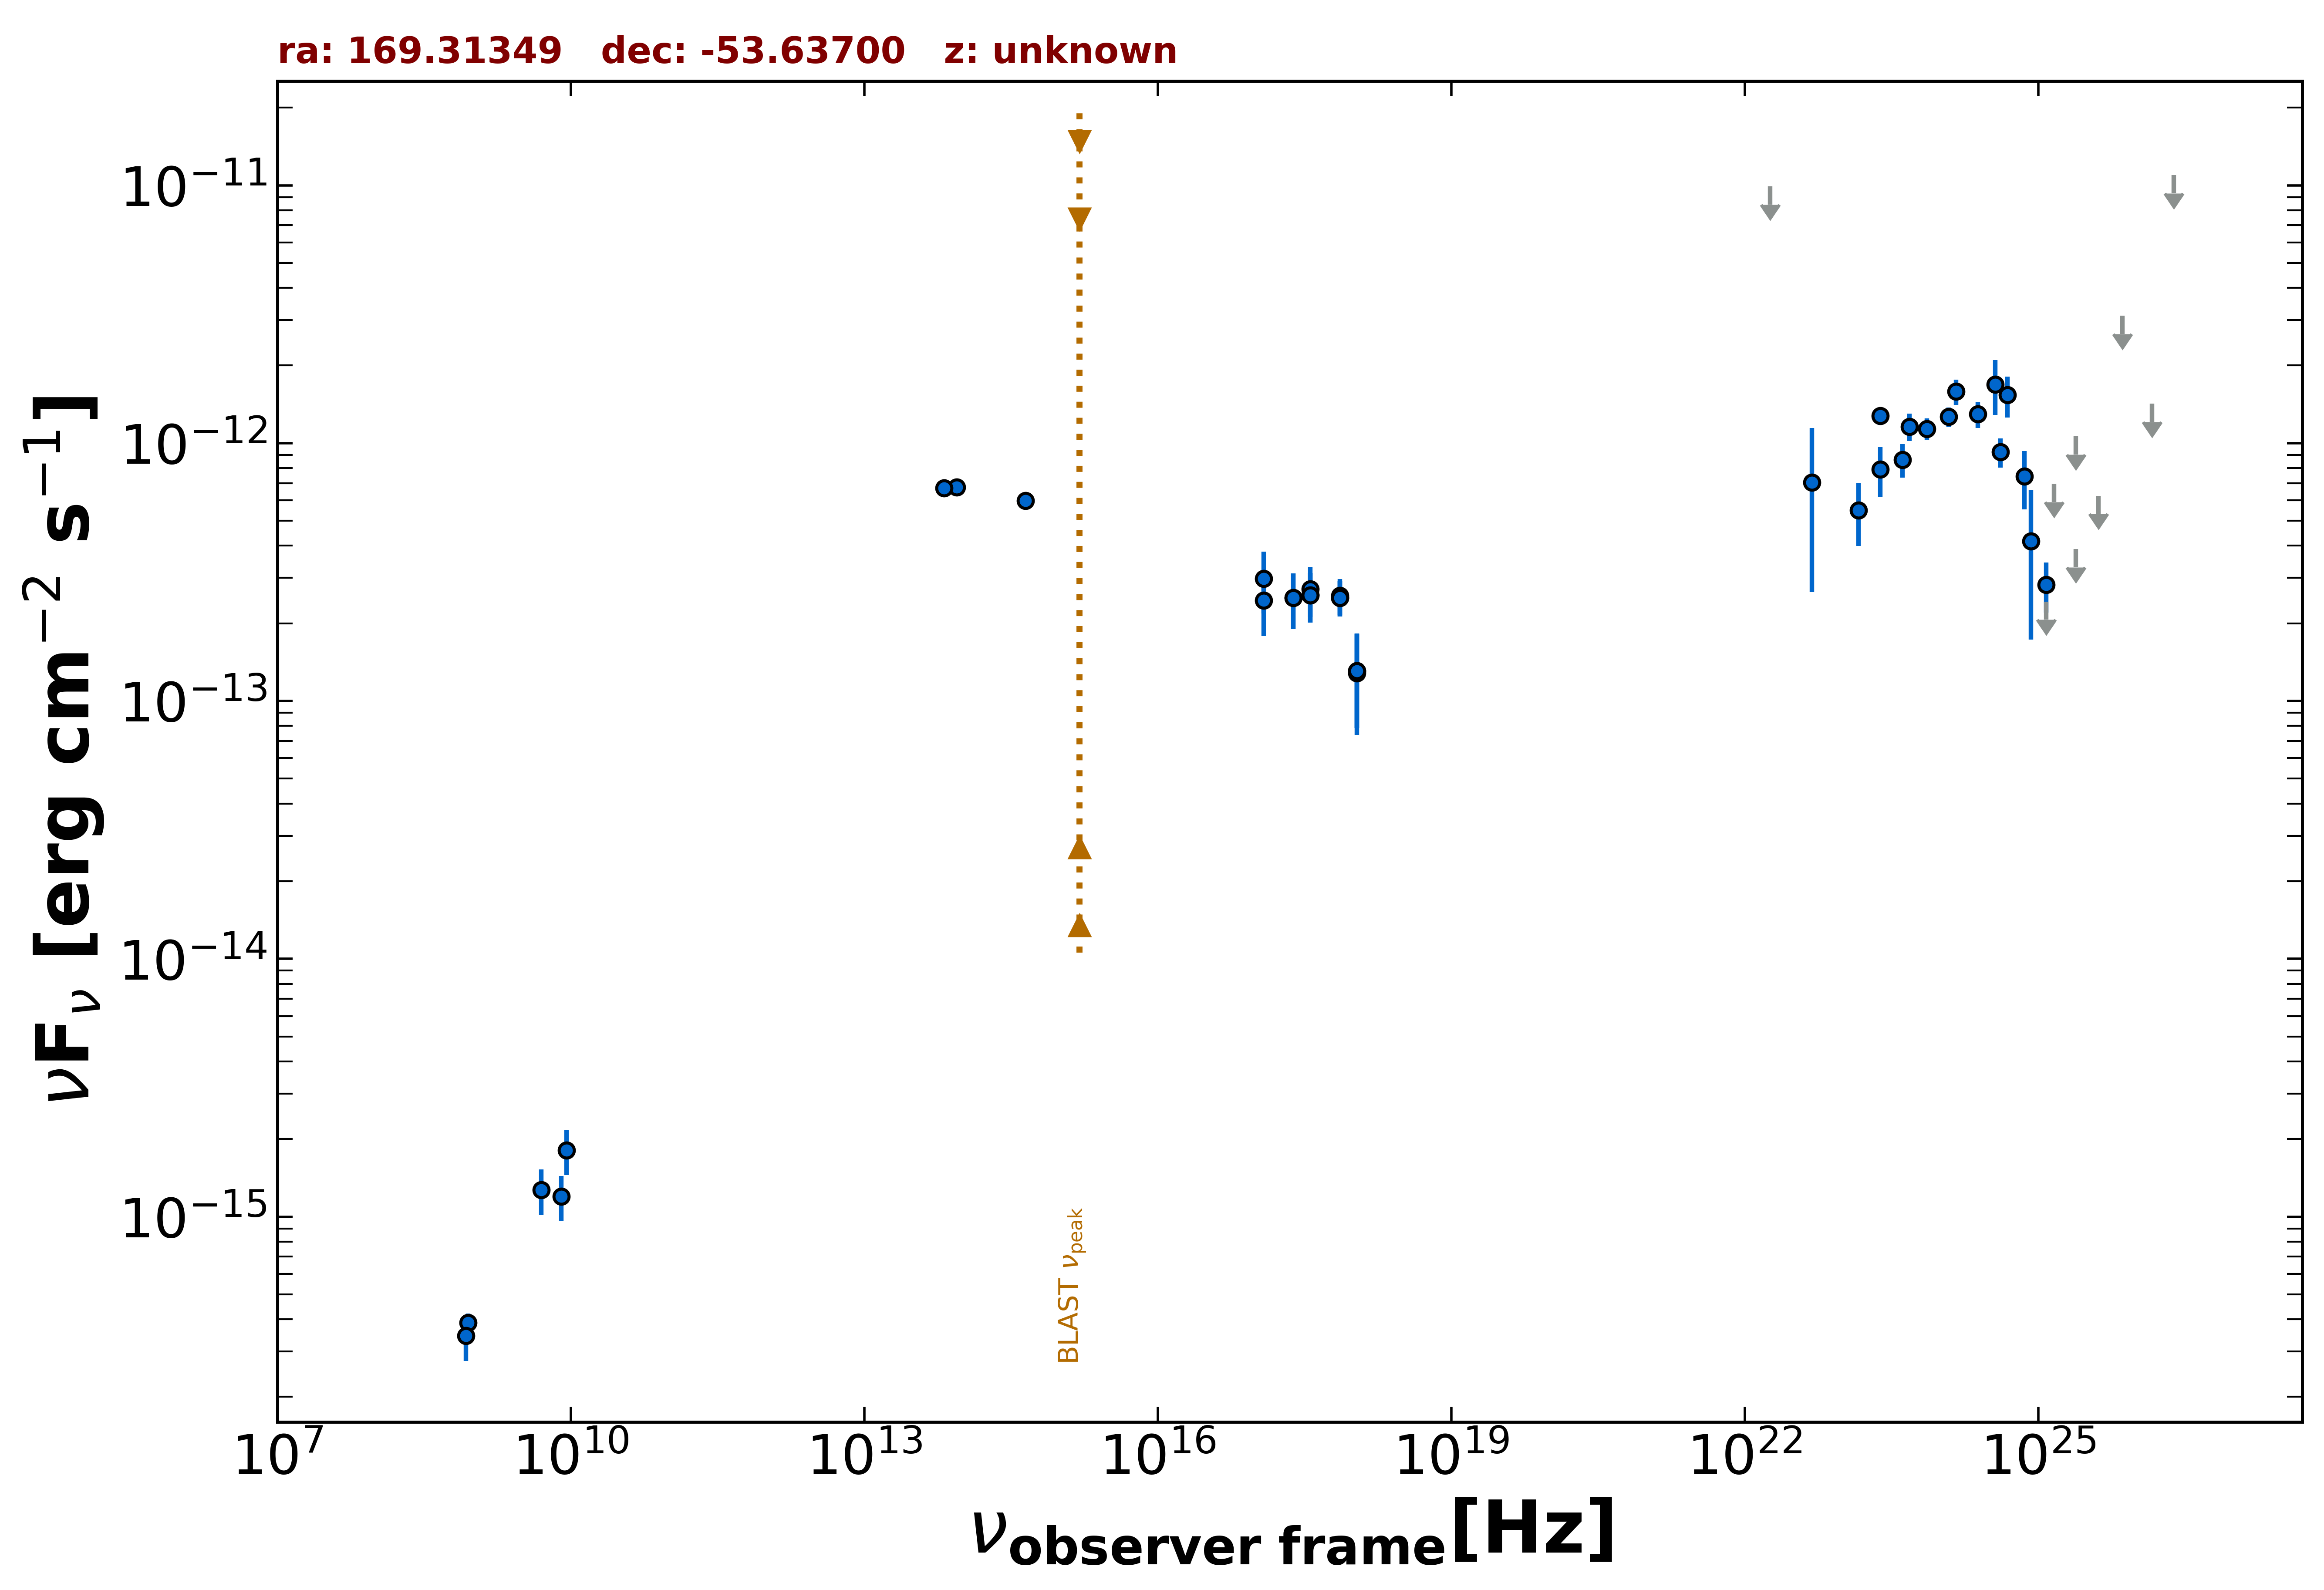 ra: 169.31349 dec: -53.63700 z: unknown
10⁻¹¹
10⁻¹²
10⁻¹³
10⁻¹⁴
10⁻¹⁵
νFν [erg cm⁻² s⁻¹]
BLAST νpeak
10⁷ 10¹⁰ 10¹³ 10¹⁶ 10¹⁹ 10²² 10²⁵
νobserver frame[Hz]